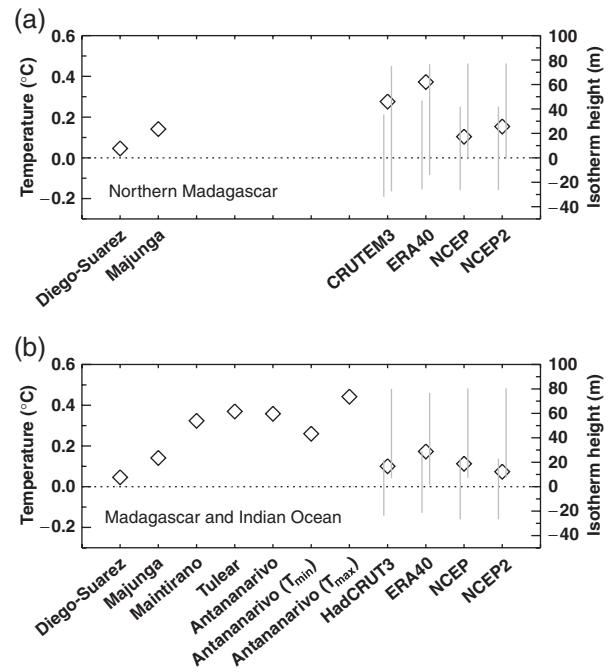 (a)
0.6
0.4
0.2
0.0
−0.2
Temperature (°C)
100
80
60
40
20
0
−20
−40
Isotherm height (m)
Northern Madagascar
Diego-Suarez
Majunga
CRUTEM3
ERA40
NCEP
NCEP2
(b)
0.6
0.4
0.2
0.0
−0.2
Temperature (°C)
100
80
60
40
20
0
−20
−40
Isotherm height (m)
Madagascar and Indian Ocean
Diego-Suarez
Majunga
Maintirano
Tulear
Antananarivo
Antananarivo (Tmin)
Antananarivo (Tmax)
HadCRUT3
ERA40
NCEP
NCEP2